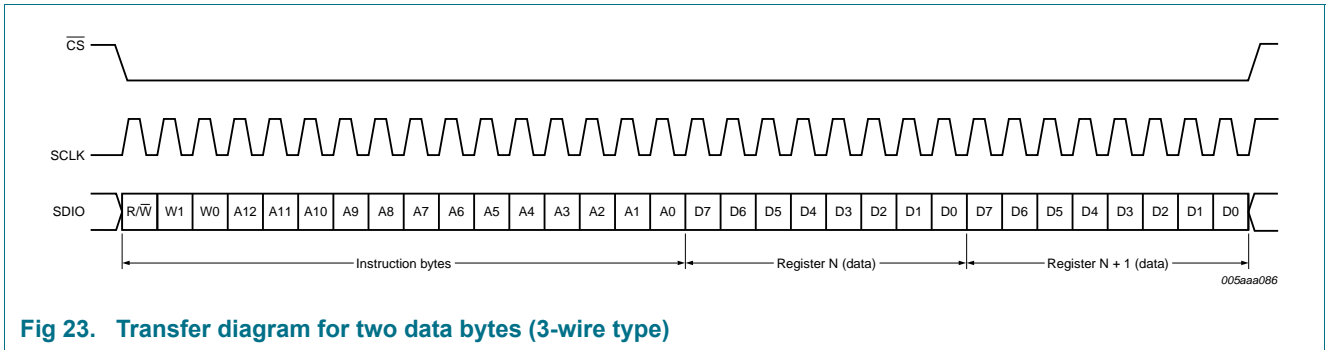 CS
SCLK
SDIO R/W W1 W0 A12 A11 A10 A9 A8 A7 A6 A5 A4 A3 A2 A1 A0 D7 D6 D5 D4 D3 D2 D1 D0 D7 D6 D5 D4 D3 D2 D1 D0
Instruction bytes Register N (data) Register N + 1 (data)
005aaa086
Fig 23. Transfer diagram for two data bytes (3-wire type)